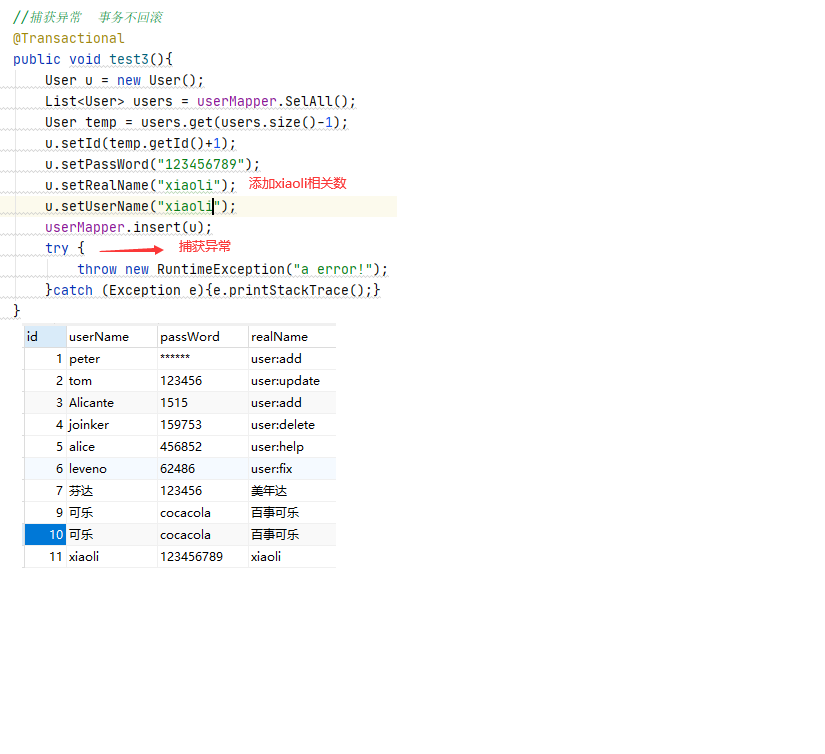 //捕获异常  事务不回滚
@Transactional
public void test3(){
User u = new User();
List<User> users = userMapper.SelAll();
User temp = users.get(users.size()-1);
u.setId(temp.getId()+1);
u.setPassWord("123456789");
u.setRealName("xiaoli"); 添加xiaoli相关数
u.setUserName("xiaoli");
userMapper.insert(u);
try { 捕获异常
throw new RuntimeException("a error!");
}catch (Exception e){e.printStackTrace();}
}
id userName passWord realName
1 peter ****** user:add
2 tom 123456 user:update
3 Alicante 1515 user:add
4 joinker 159753 user:delete
5 alice 456852 user:help
6 leveno 62486 user:fix
7 芬达 123456 美年达
9 可乐 cocacola 百事可乐
10 可乐 cocacola 百事可乐
11 xiaoli 123456789 xiaoli